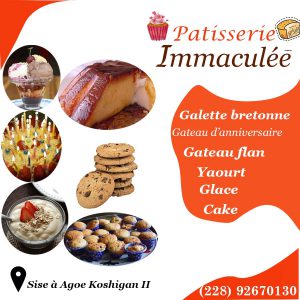 Patisserie
Immaculée
Galette bretonne
Gateau d'anniversaire
Gateau flan
Yaourt
Glace
Cake
Sise à Agoe Koshigan II
(228) 92670130